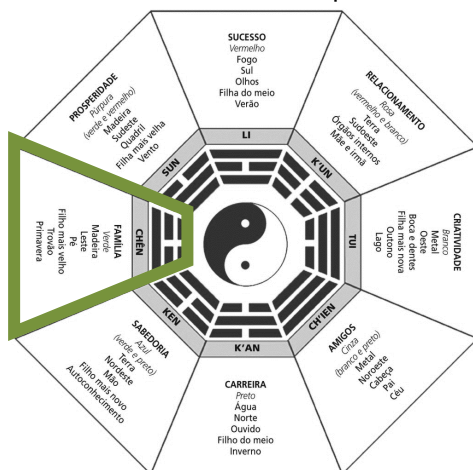 SUCESSO
Vermelho
Fogo
Sul
Olhos
Filha do meio
Verão
LI
RELACIONAMENTO
Rosa
(vermelho e branco)
Terra
Sudoeste
Órgãos internos
Mãe e irmã
K'UN
CRIATIVIDADE
Branco
Metal
Oeste
Boca e dentes
Filha mais nova
Outono
Lago
TUI
AMIGOS
Cinza
(branco e preto)
Metal
Noroeste
Cabeça
Pai
Céu
CH'IEN
CARREIRA
Preto
Água
Norte
Ouvido
Filho do meio
Inverno
K'AN
SABEDORIA
Azul
(verde e preto)
Terra
Nordeste
Mão
Filho mais novo
Autoconhecimento
KEN
FAMÍLIA
Verde
Madeira
Leste
Pé
Filho mais velho
Trovão
Primavera
CHÊN
PROSPERIDADE
Púrpura
(verde e vermelho)
Madeira
Sudeste
Quadril
Filha mais velha
Vento
SUN